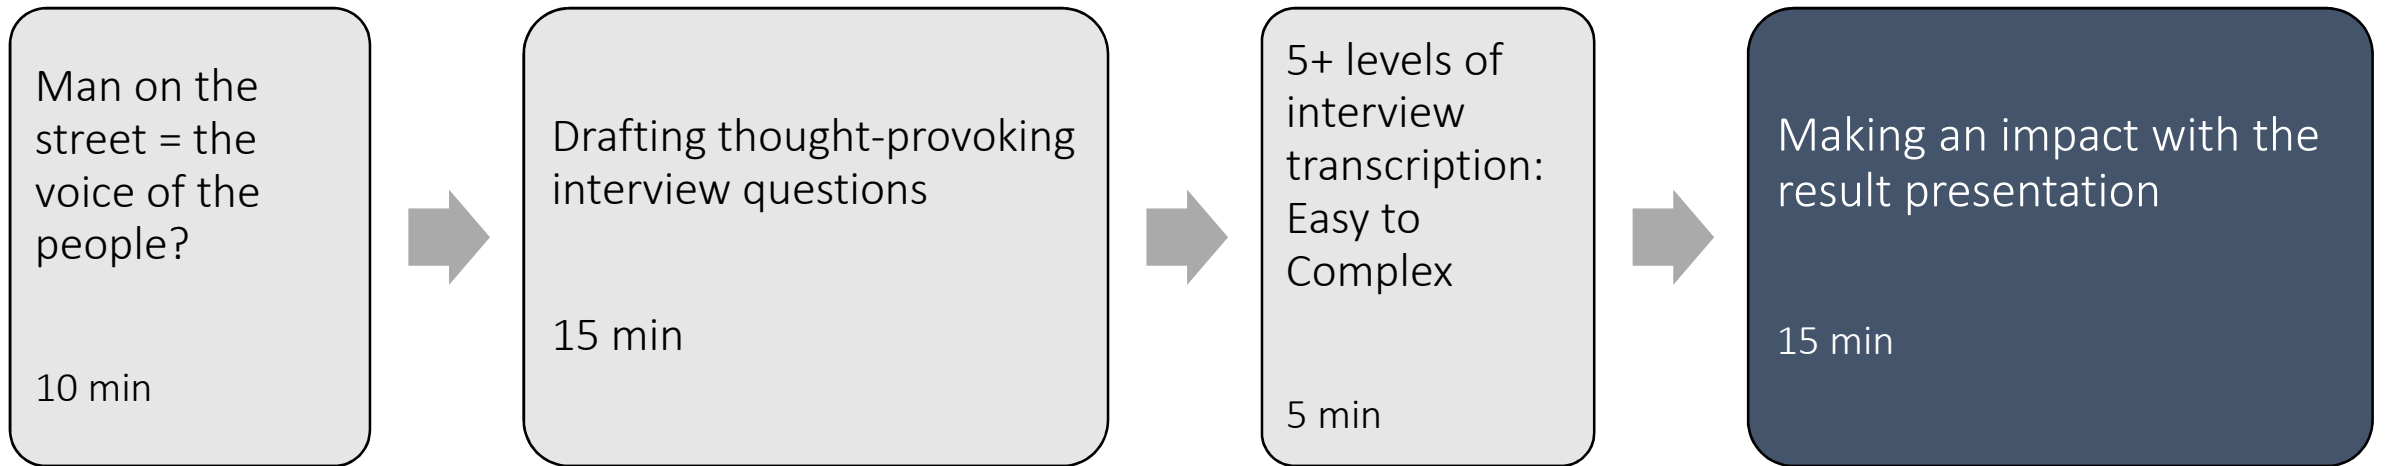 Man on the
street = the
voice of the
people?
10 min
Drafting thought-provoking
interview questions
15 min
5+ levels of
interview
transcription:
Easy to
Complex
5 min
Making an impact with the
result presentation
15 min